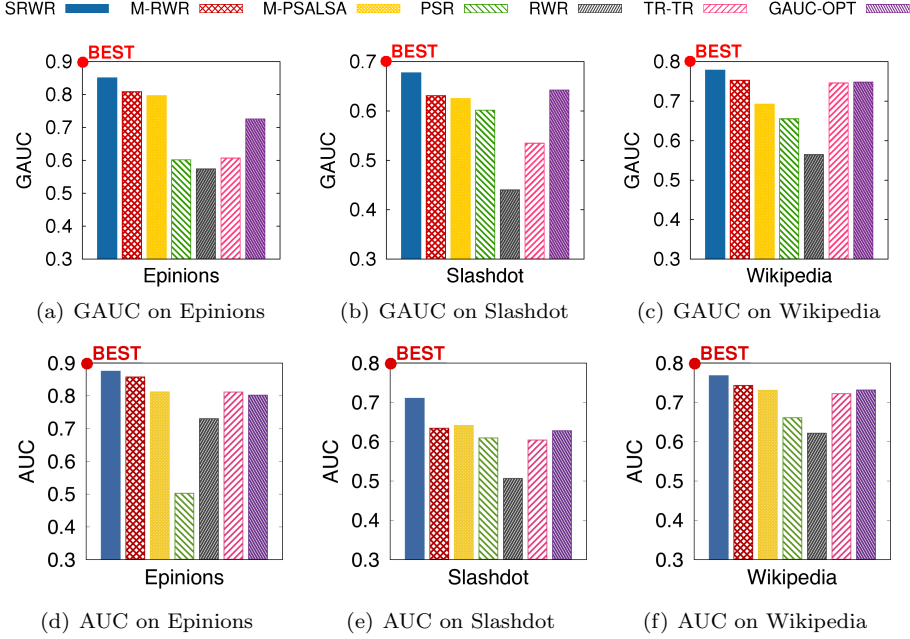 SRWR M-RWR M-PSALSA PSR RWR TR-TR GAUC-OPT
BEST BEST BEST
0.9
0.8
0.7
0.6
0.5
0.4
0.3
GAUC
Epinions
0.7
0.6
0.5
0.4
0.3
GAUC
Slashdot
0.8
0.7
0.6
0.5
0.4
0.3
GAUC
Wikipedia
(a) GAUC on Epinions
(b) GAUC on Slashdot
(c) GAUC on Wikipedia
BEST BEST BEST
0.9
0.8
0.7
0.6
0.5
0.4
0.3
AUC
Epinions
0.8
0.7
0.6
0.5
0.4
0.3
AUC
Slashdot
0.8
0.7
0.6
0.5
0.4
0.3
AUC
Wikipedia
(d) AUC on Epinions
(e) AUC on Slashdot
(f) AUC on Wikipedia